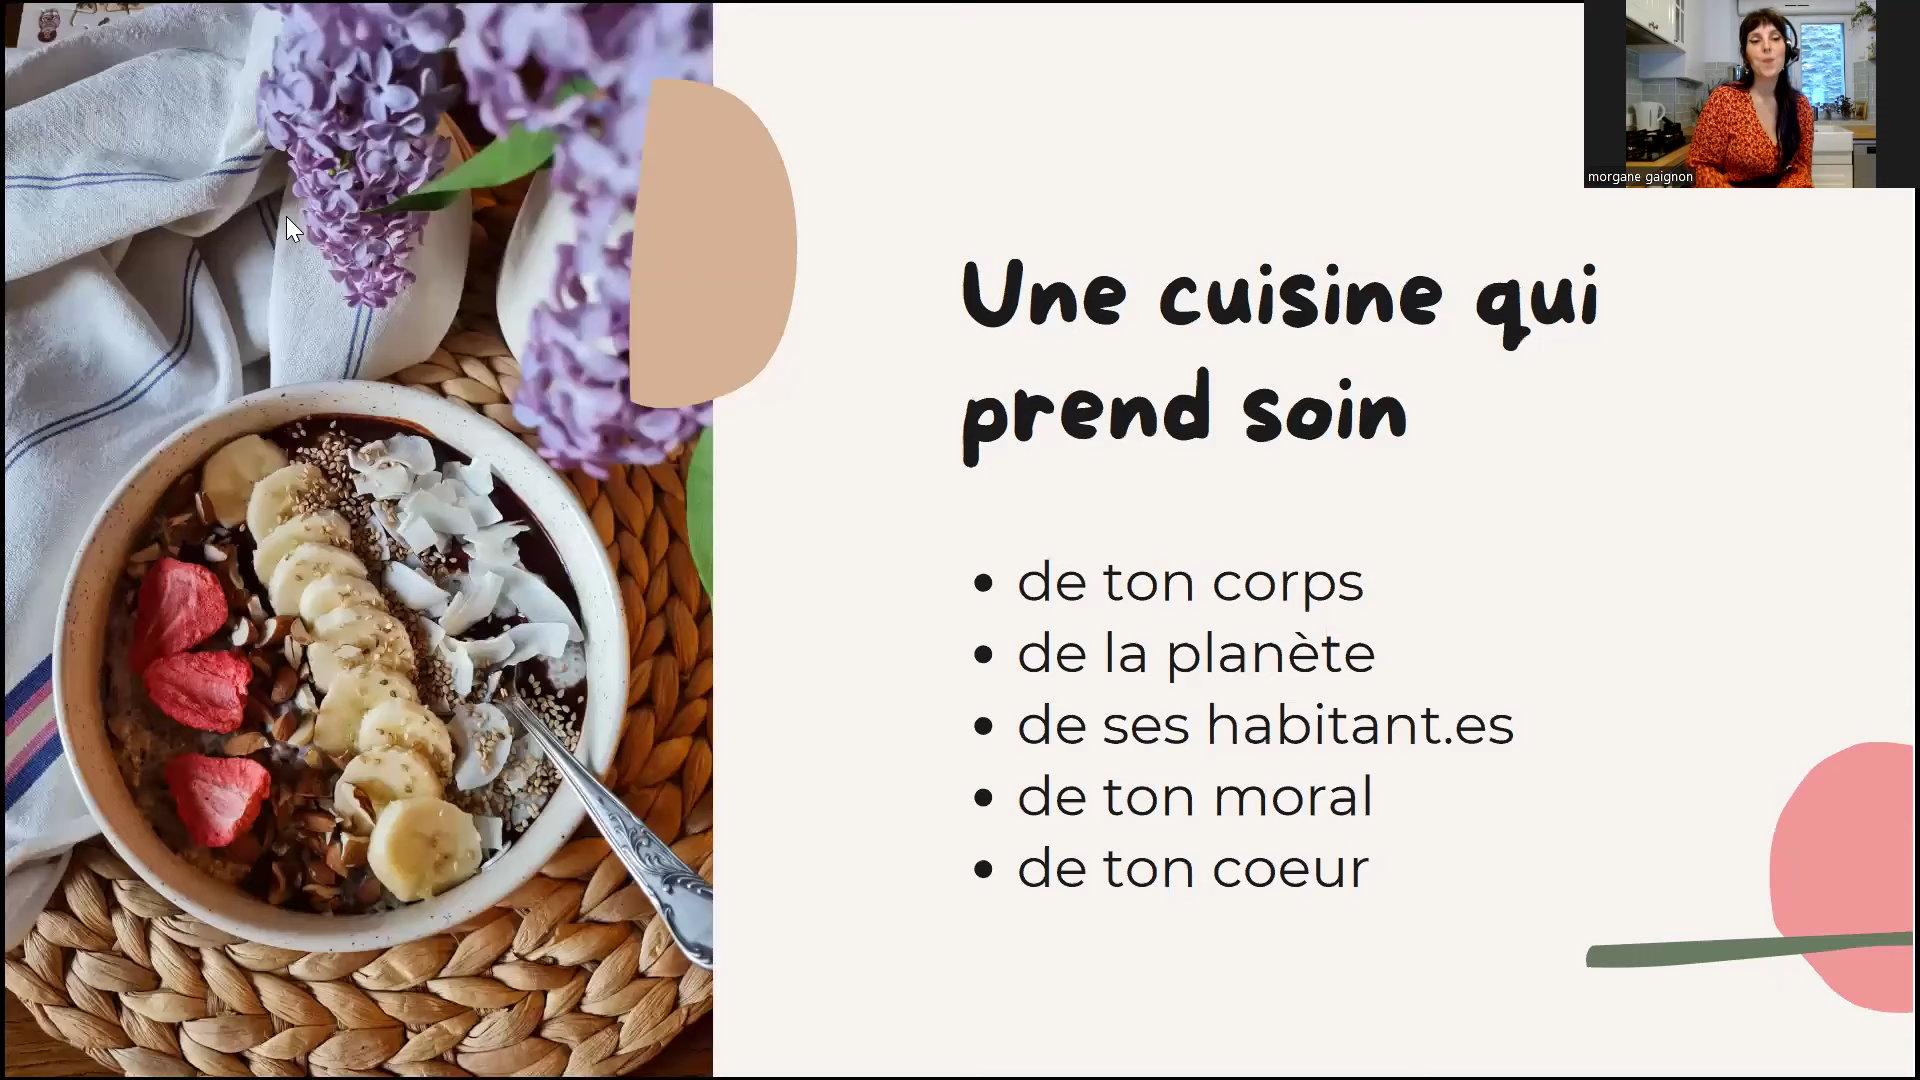 morgane gaignon
Une cuisine qui
prend soin
• de ton corps
• de la planète
• de ses habitant.es
• de ton moral
• de ton coeur